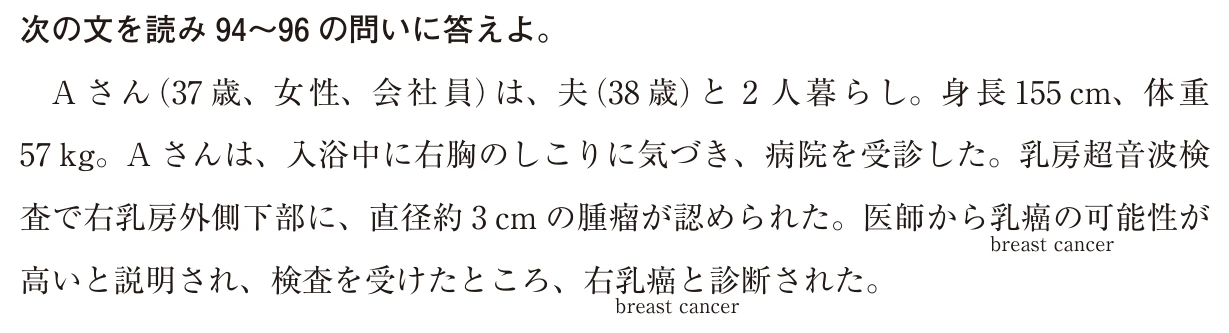 次の文を読み 94〜96 の問いに答えよ。
A さん(37 歳、女性、会社員)は、夫(38 歳)と 2 人暮らし。身長 155 cm、体重
57 kg。A さんは、入浴中に右胸のしこりに気づき、病院を受診した。乳房超音波検
査で右乳房外側下部に、直径約 3 cm の腫瘤が認められた。医師から乳癌の可能性が
breast cancer
高いと説明され、検査を受けたところ、右乳癌と診断された。
breast cancer